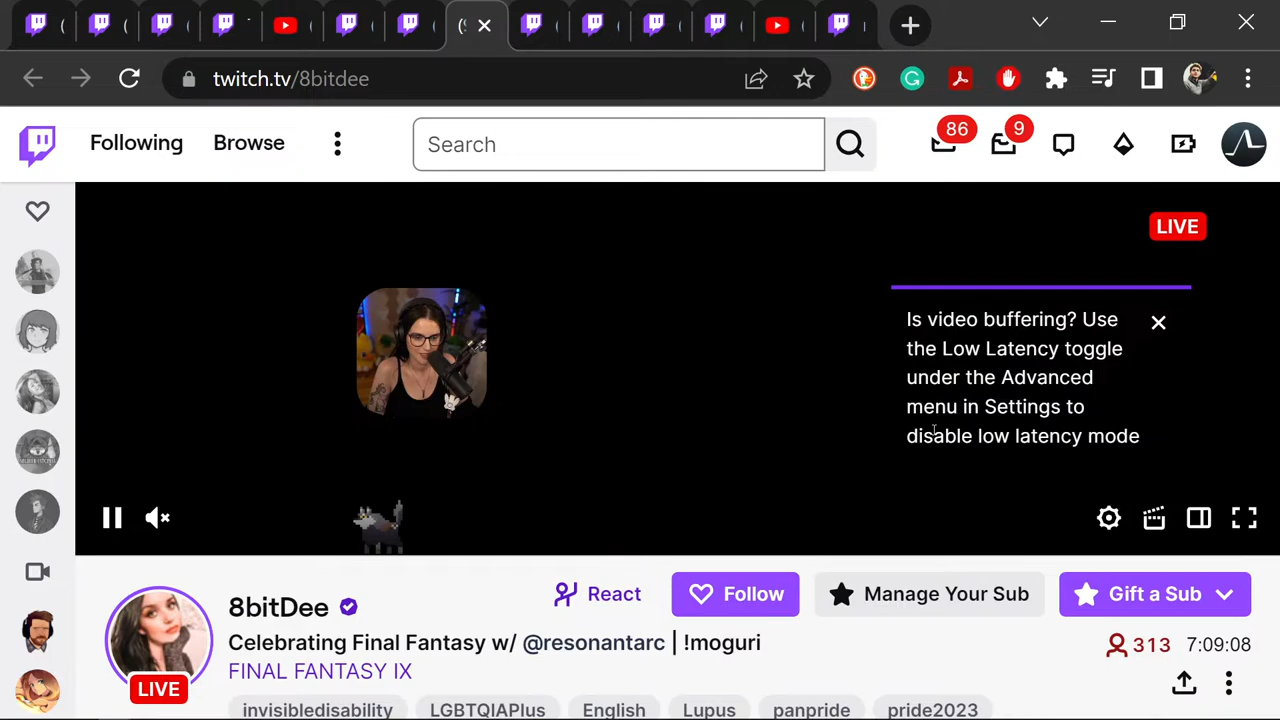 twitch.tv/8bitdee
Following
Browse
Search
86
9
LIVE
Is video buffering? Use
the Low Latency toggle
under the Advanced
menu in Settings to
disable low latency mode
8bitDee
React
Follow
Manage Your Sub
Gift a Sub
Celebrating Final Fantasy w/ @resonantarc | !moguri
313
7:09:08
FINAL FANTASY IX
LIVE
invisibledisability
LGBTQIAPlus
English
Lupus
panpride
pride2023